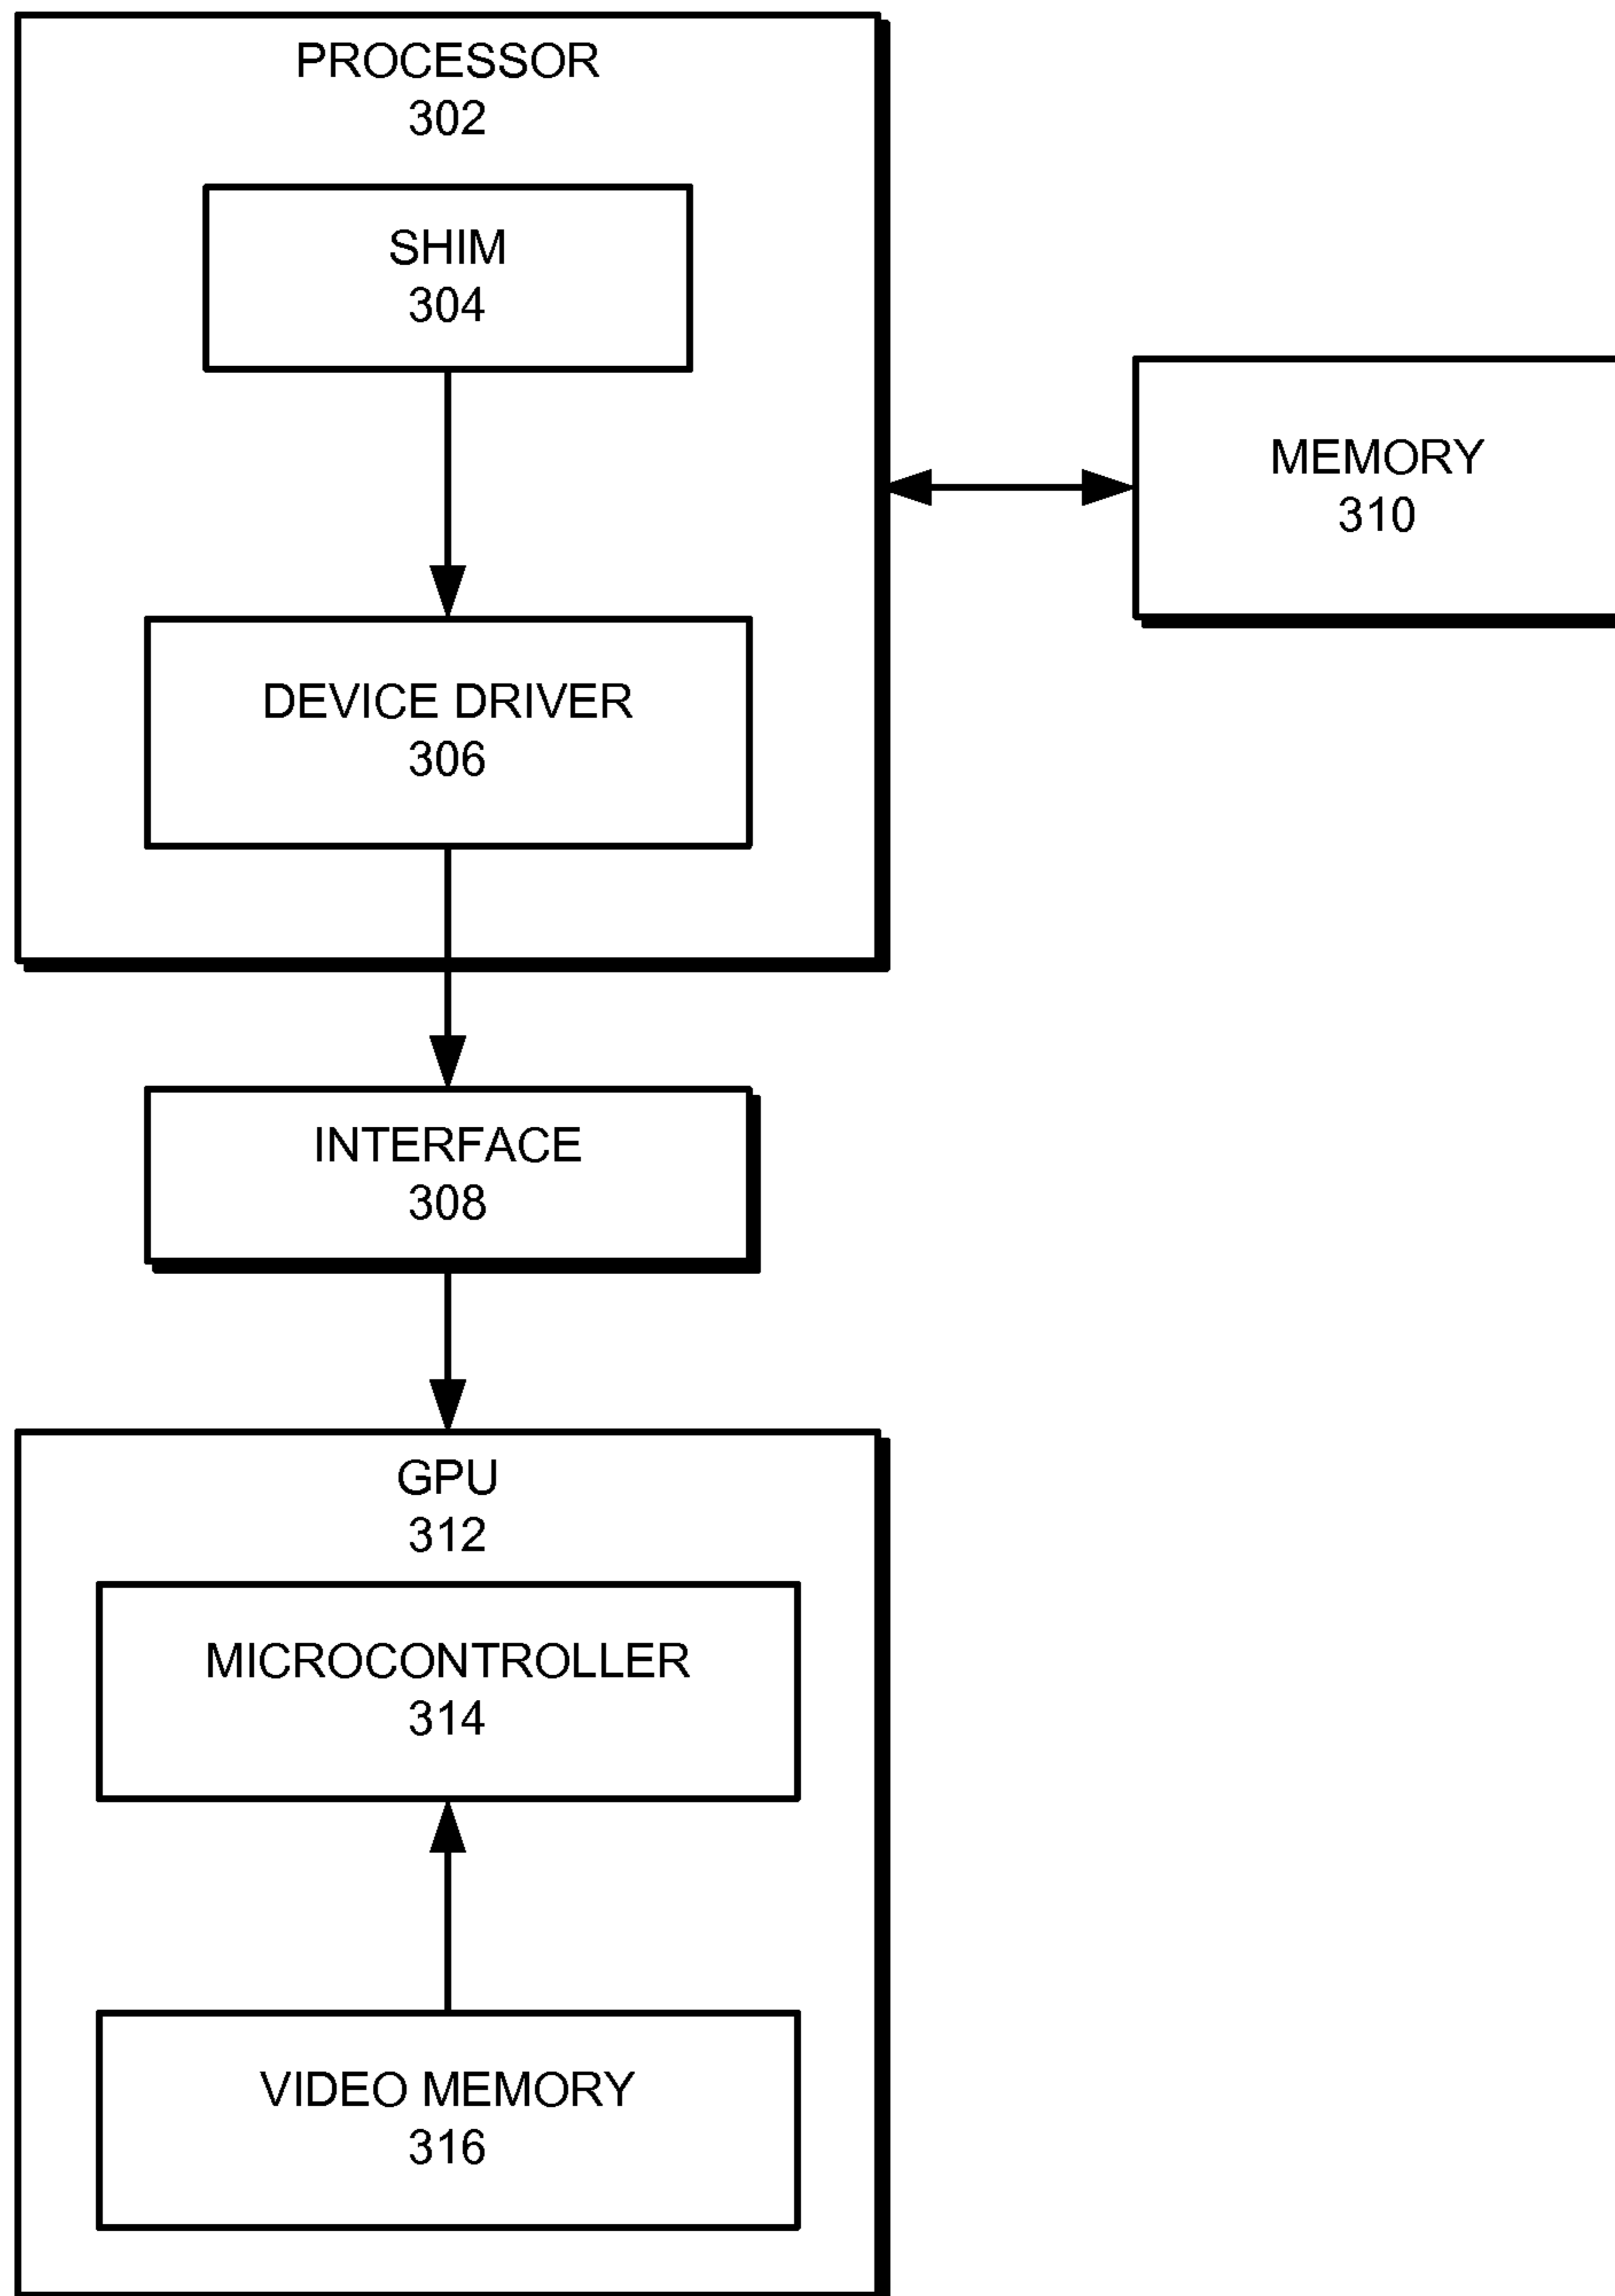 PROCESSOR
302
SHIM
304
MEMORY
310
DEVICE DRIVER
306
INTERFACE
308
GPU
312
MICROCONTROLLER
314
VIDEO MEMORY
316